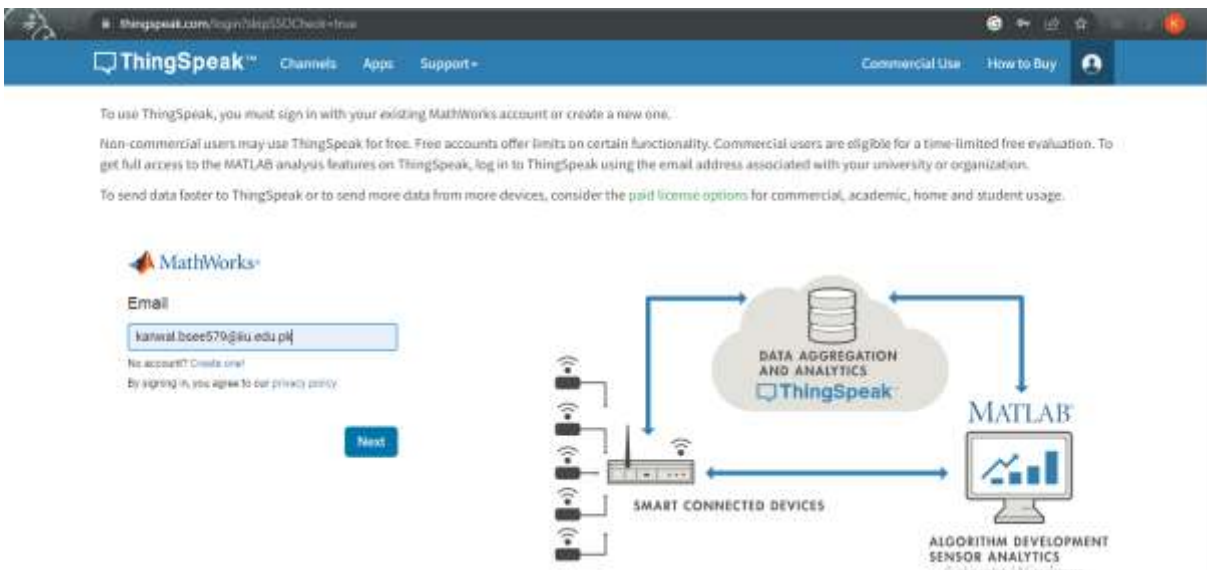 thingspeak.com/login?skipSSOCheck=true
ThingSpeak™ Channels Apps Support Commercial Use How to Buy
To use ThingSpeak, you must sign in with your existing MathWorks account or create a new one.
Non-commercial users may use ThingSpeak for free. Free accounts offer limits on certain functionality. Commercial users are eligible for a time-limited free evaluation. To
get full access to the MATLAB analysis features on ThingSpeak, log in to ThingSpeak using the email address associated with your university or organization.
To send data faster to ThingSpeak or to send more data from more devices, consider the paid license options for commercial, academic, home and student usage.
MathWorks®
Email
kanwal.bsee579@iiu.edu.pk
No account? Create one!
By signing in, you agree to our privacy policy.
Next
DATA AGGREGATION
AND ANALYTICS
ThingSpeak
MATLAB®
SMART CONNECTED DEVICES
ALGORITHM DEVELOPMENT
SENSOR ANALYTICS